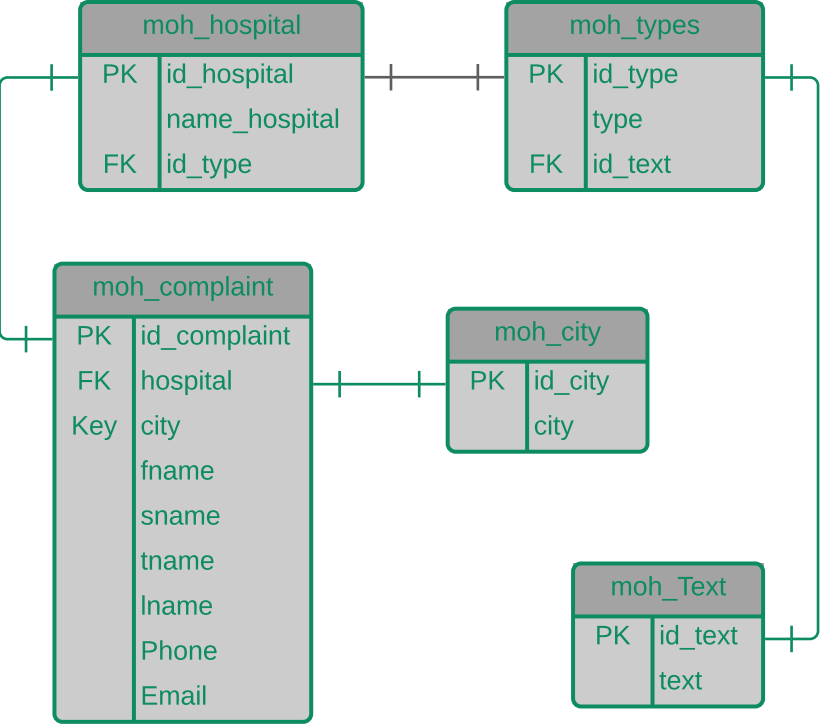 moh_hospital
PK id_hospital
name_hospital
FK id_type
moh_types
PK id_type
type
FK id_text
moh_complaint
PK id_complaint
FK hospital
Key city
fname
sname
tname
lname
Phone
Email
moh_city
PK id_city
city
moh_Text
PK id_text
text